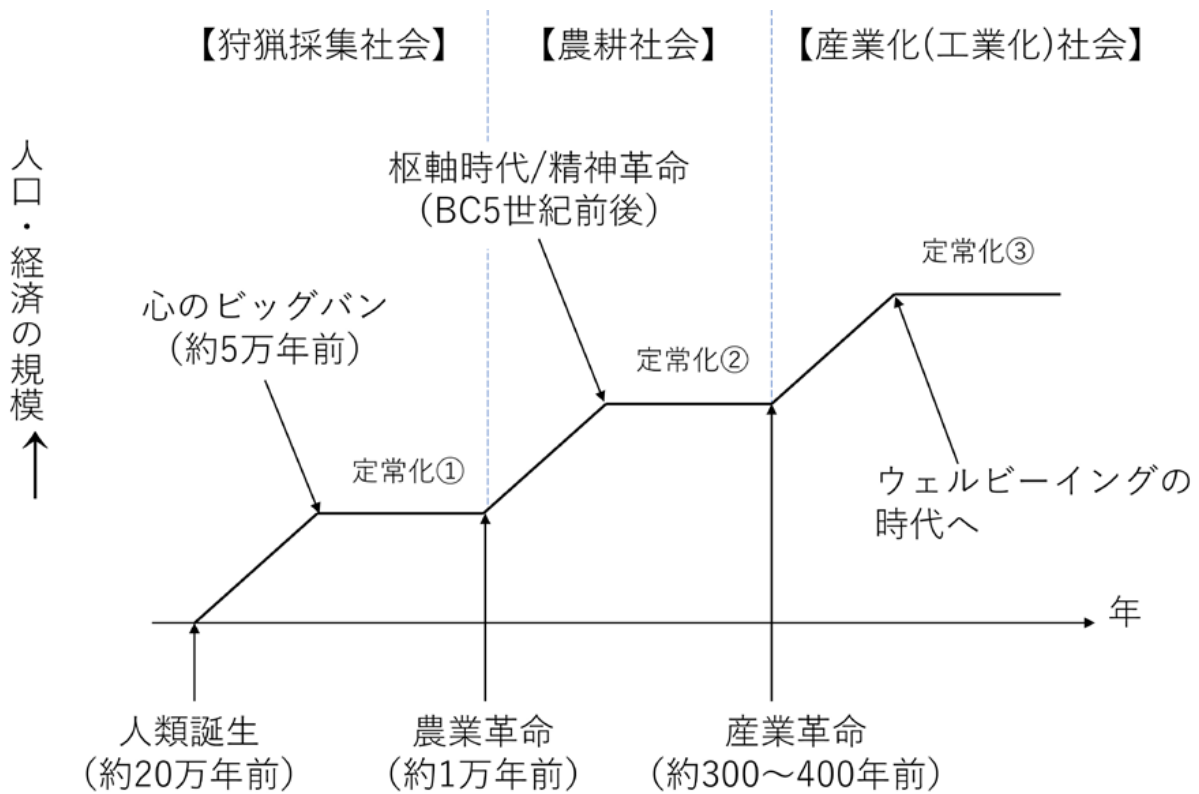 【狩猟採集社会】
【農耕社会】
【産業化(工業化)社会】
人口・経済の規模
枢軸時代/精神革命
（BC5世紀前後）
定常化③
心のビッグバン
（約5万年前）
定常化②
定常化①
ウェルビーイングの
時代へ
年
人類誕生
（約20万年前）
農業革命
（約1万年前）
産業革命
（約300～400年前）